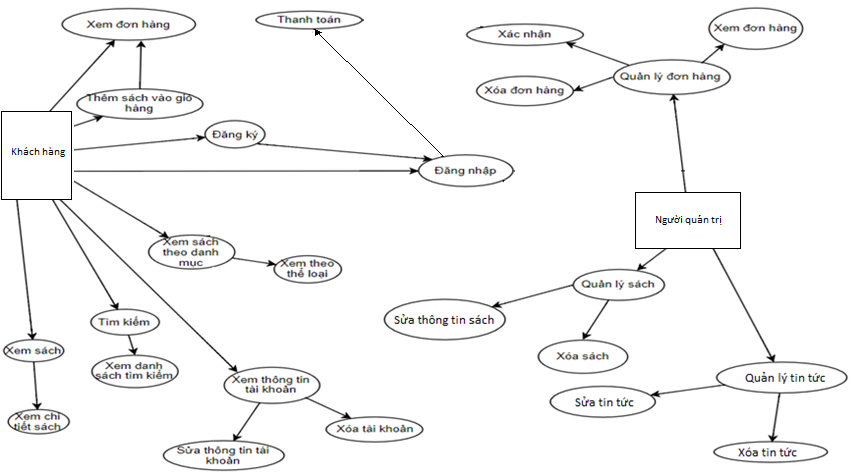 Xem đơn hàng
Thanh toán
Xác nhận
Xem đơn hàng
Quản lý đơn hàng
Xóa đơn hàng
Thêm sách vào giỏ
hàng
Đăng ký
Khách hàng
Đăng nhập
Người quản trị
Xem sách
theo danh
mục
Xem theo
thể loại
Quản lý sách
Sửa thông tin sách
Tìm kiếm
Xem sách
Xóa sách
Xem danh
sách tìm kiếm
Xem thông tin
tài khoản
Quản lý tin tức
Sửa tin tức
Xem chi
tiết sách
Xóa tài khoản
Sửa thông tin tài
khoản
Xóa tin tức